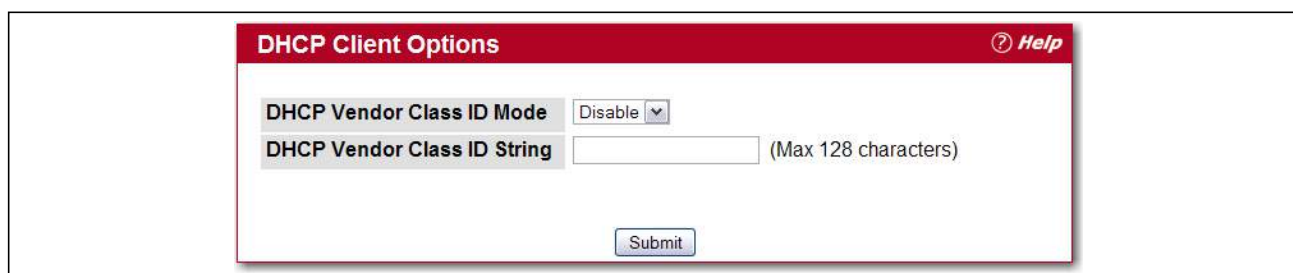 DHCP Client Options
? Help
DHCP Vendor Class ID Mode Disable
DHCP Vendor Class ID String (Max 128 characters)
Submit